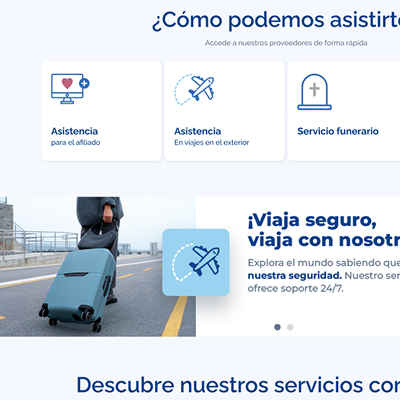 ¿Cómo podemos asistirt
Accede a nuestros proveedores de forma rápida
Asistencia
para el afiliado
Asistencia
En viajes en el exterior
Servicio funerario
¡Viaja seguro,
viaja con nosotr
Explora el mundo sabiendo que
nuestra seguridad. Nuestro ser
ofrece soporte 24/7.
Descubre nuestros servicios con